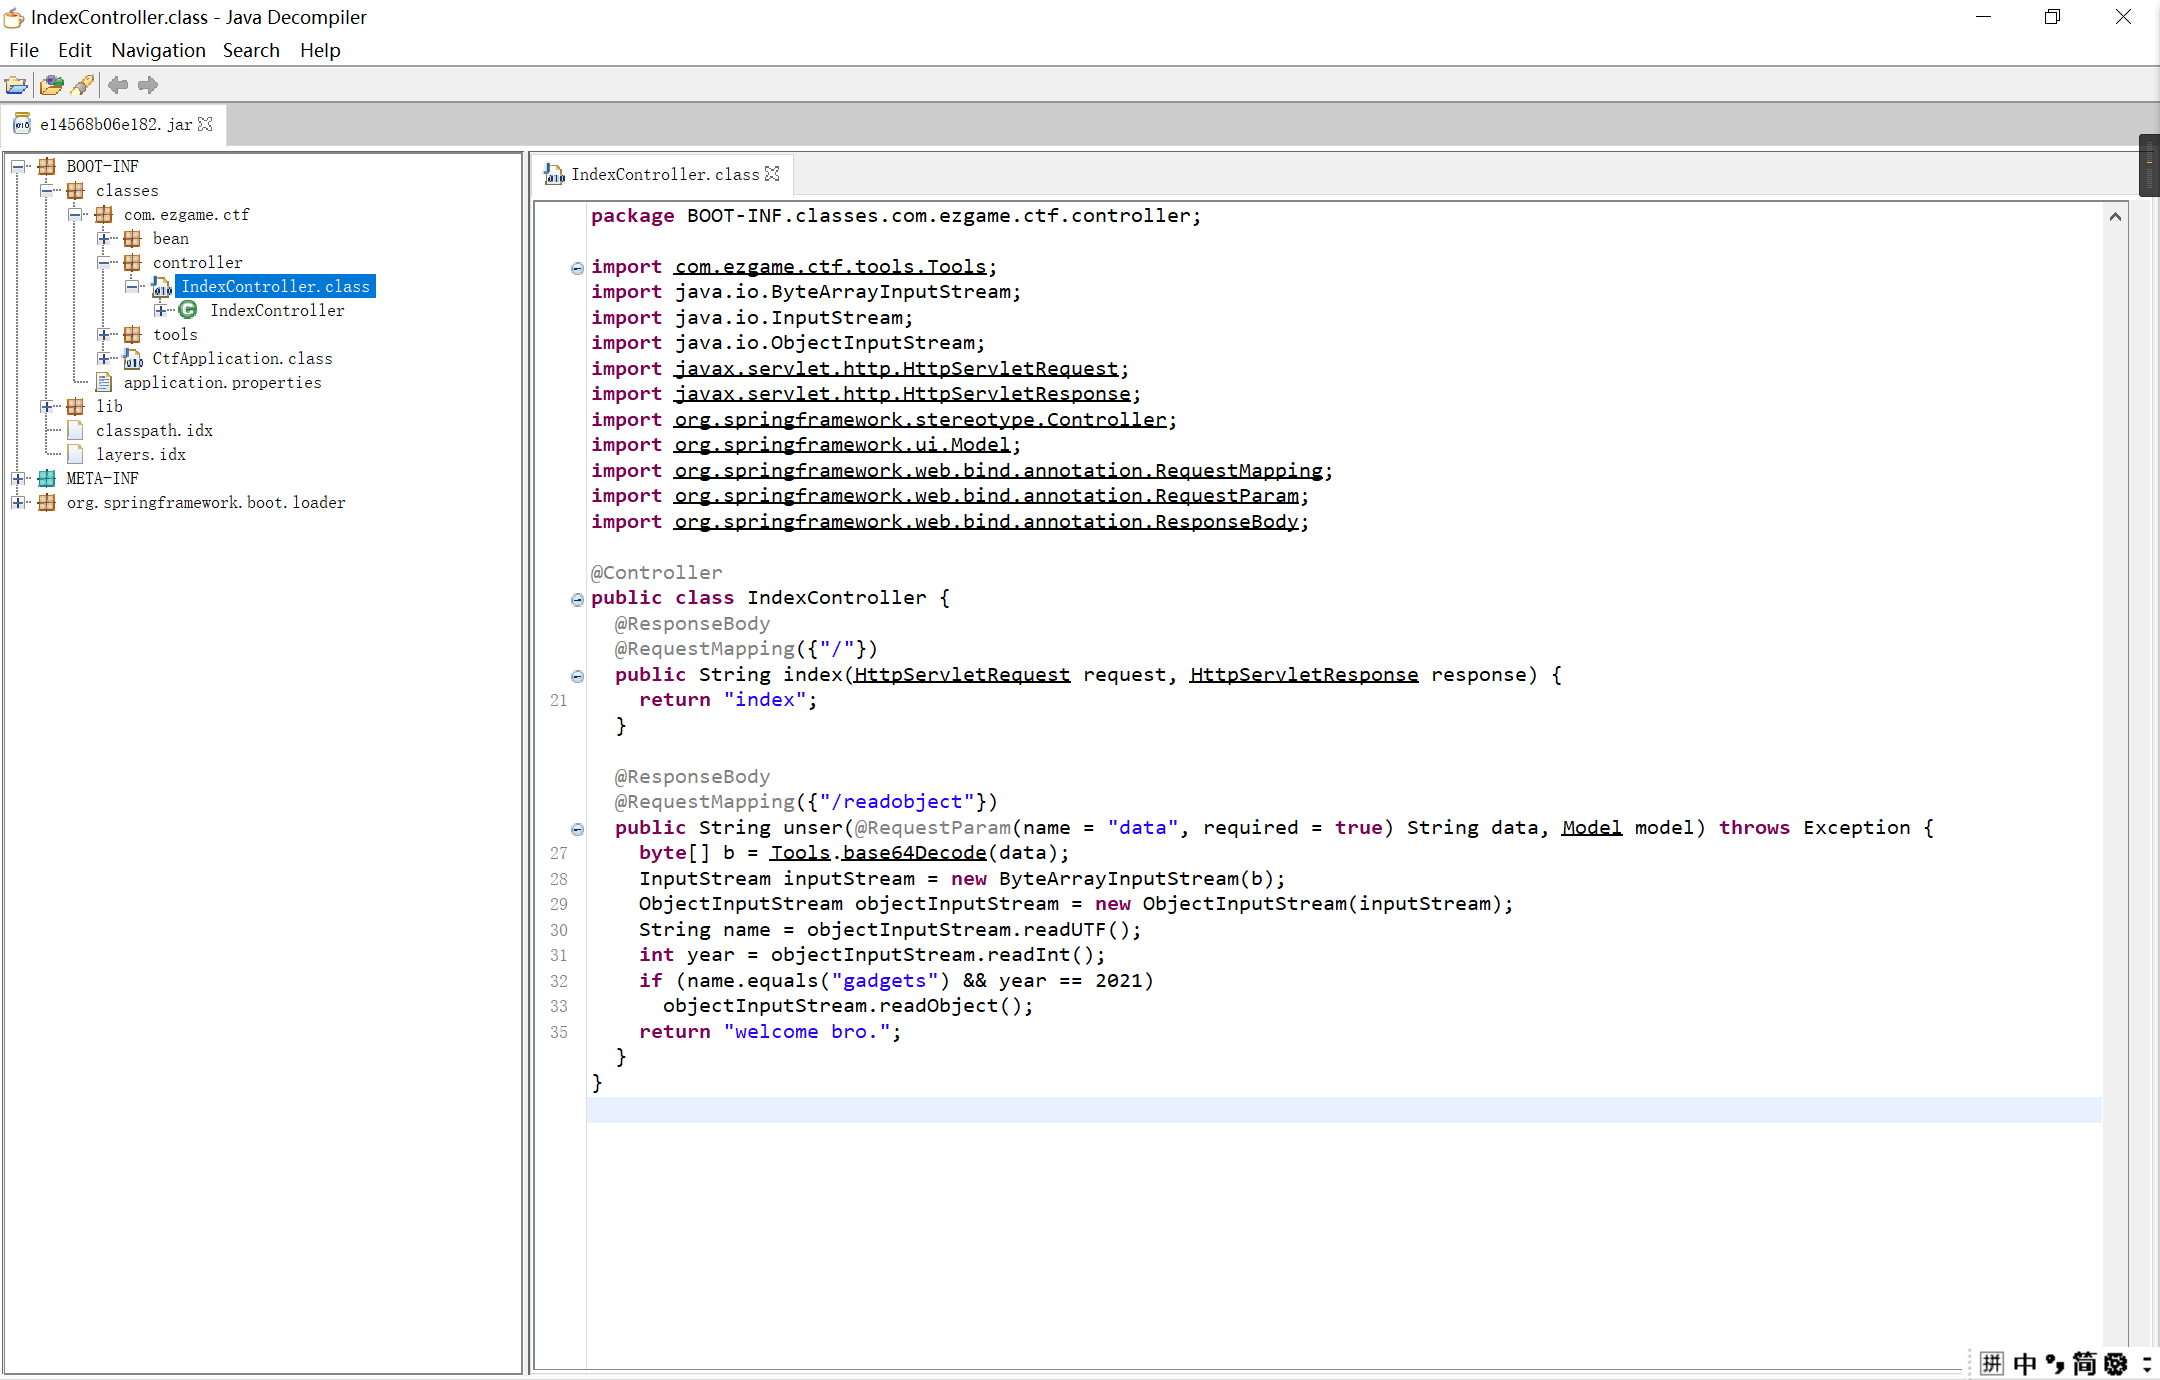 IndexController.class - Java Decompiler
File Edit Navigation Search Help
e14568b06e182.jar
BOOT-INF
classes
com.ezgame.ctf
bean
controller
IndexController.class
IndexController
tools
CtfApplication.class
application.properties
lib
classpath.idx
layers.idx
META-INF
org.springframework.boot.loader
IndexController.class
package BOOT-INF.classes.com.ezgame.ctf.controller;
import com.ezgame.ctf.tools.Tools;
import java.io.ByteArrayInputStream;
import java.io.InputStream;
import java.io.ObjectInputStream;
import javax.servlet.http.HttpServletRequest;
import javax.servlet.http.HttpServletResponse;
import org.springframework.stereotype.Controller;
import org.springframework.ui.Model;
import org.springframework.web.bind.annotation.RequestMapping;
import org.springframework.web.bind.annotation.RequestParam;
import org.springframework.web.bind.annotation.ResponseBody;
@Controller
public class IndexController {
@ResponseBody
@RequestMapping({"/"})
public String index(HttpServletRequest request, HttpServletResponse response) {
21 return "index";
}
@ResponseBody
@RequestMapping({"/readobject"})
public String unser(@RequestParam(name = "data", required = true) String data, Model model) throws Exception {
27 byte[] b = Tools.base64Decode(data);
28 InputStream inputStream = new ByteArrayInputStream(b);
29 ObjectInputStream objectInputStream = new ObjectInputStream(inputStream);
30 String name = objectInputStream.readUTF();
31 int year = objectInputStream.readInt();
32 if (name.equals("gadgets") && year == 2021)
33 objectInputStream.readObject();
35 return "welcome bro.";
}
}
拼 中 简